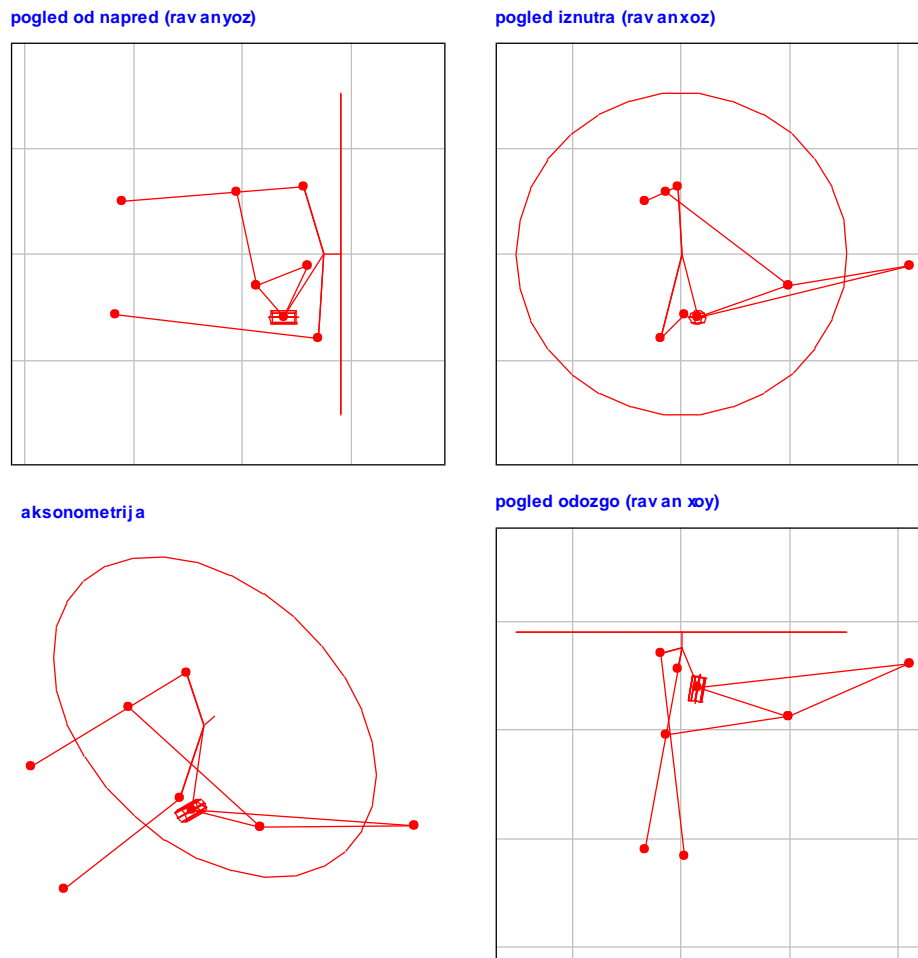 pogled od napred (ravan yoz)
pogled iznutra (ravan xoz)
aksonometrija
pogled odozgo (ravan xoy)